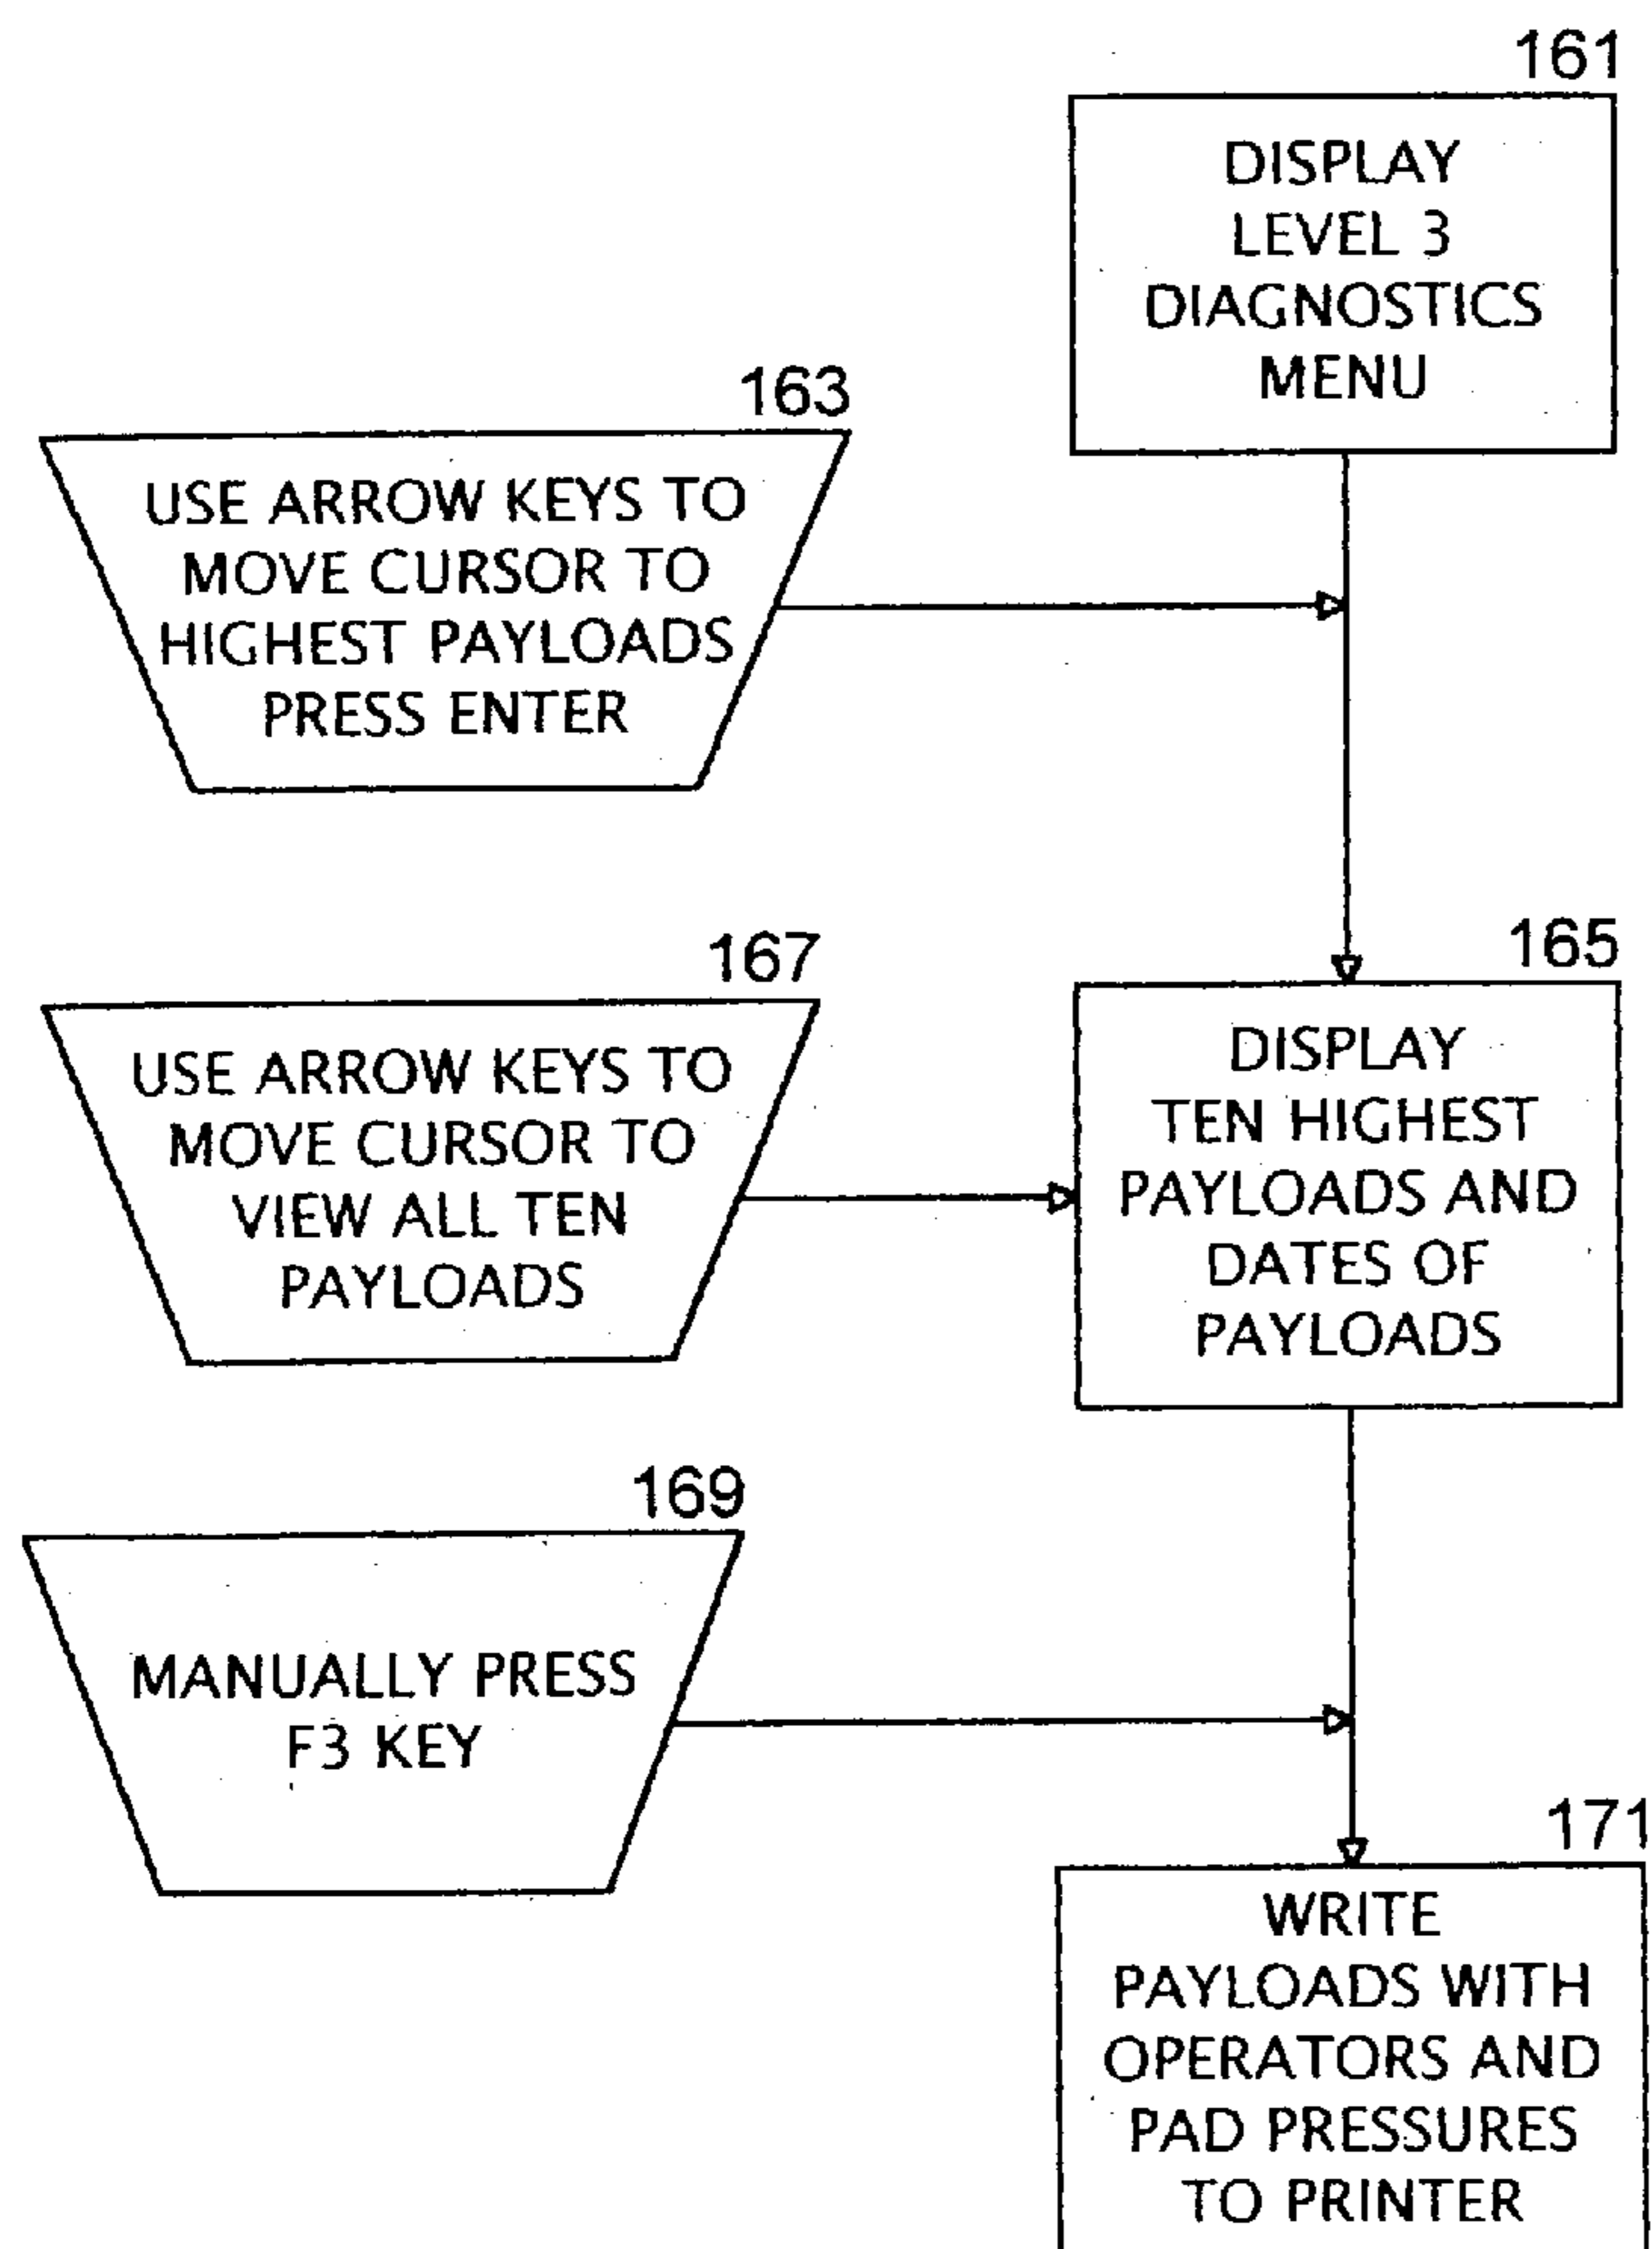 161
DISPLAY
LEVEL 3
DIAGNOSTICS
MENU
163
USE ARROW KEYS TO
MOVE CURSOR TO
HIGHEST PAYLOADS
PRESS ENTER
165
DISPLAY
TEN HIGHEST
PAYLOADS AND
DATES OF
PAYLOADS
167
USE ARROW KEYS TO
MOVE CURSOR TO
VIEW ALL TEN
PAYLOADS
169
MANUALLY PRESS
F3 KEY
171
WRITE
PAYLOADS WITH
OPERATORS AND
PAD PRESSURES
TO PRINTER